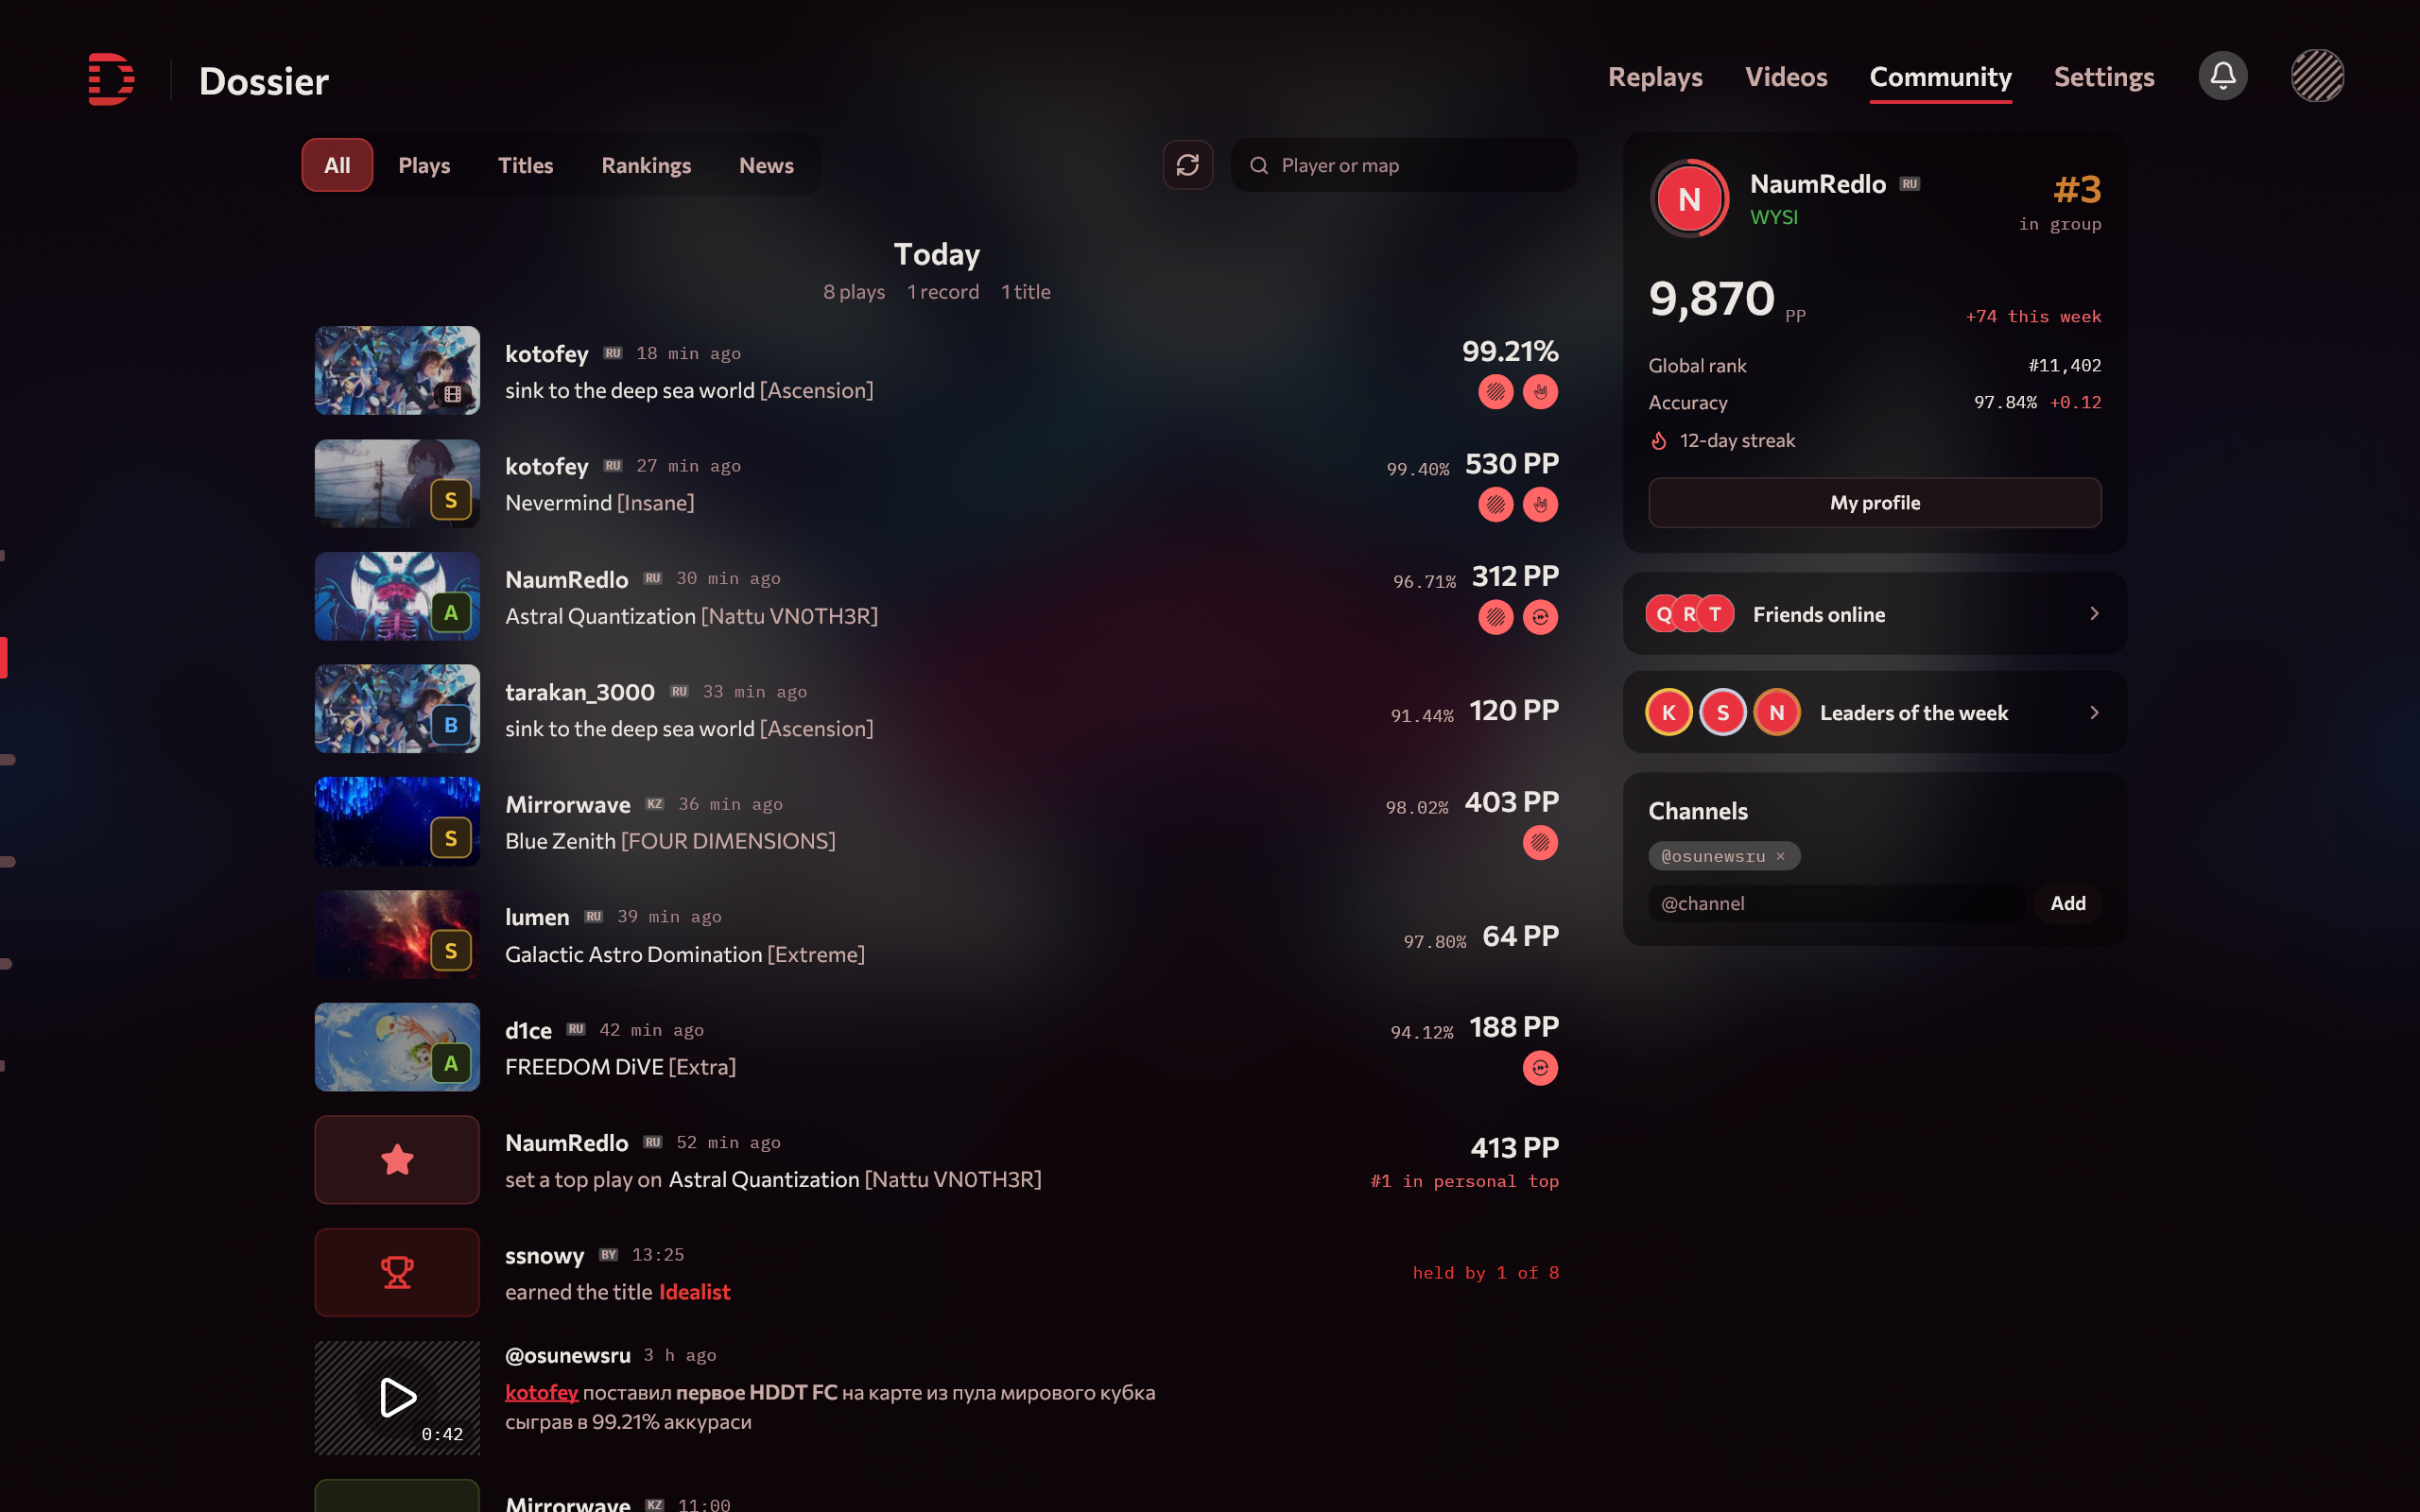 Dossier
Replays Videos Community Settings
All Plays Titles Rankings News
Player or map
Today
8 plays 1 record 1 title
kotofey RU 18 min ago
sink to the deep sea world [Ascension]
99.21%
kotofey RU 27 min ago
Nevermind [Insane]
S
99.40% 530 PP
NaumRedlo RU 30 min ago
Astral Quantization [Nattu VN0TH3R]
A
96.71% 312 PP
tarakan_3000 RU 33 min ago
sink to the deep sea world [Ascension]
B
91.44% 120 PP
Mirrorwave KZ 36 min ago
Blue Zenith [FOUR DIMENSIONS]
S
98.02% 403 PP
lumen RU 39 min ago
Galactic Astro Domination [Extreme]
S
97.80% 64 PP
d1ce RU 42 min ago
FREEDOM DiVE [Extra]
A
94.12% 188 PP
NaumRedlo RU 52 min ago
set a top play on Astral Quantization [Nattu VN0TH3R]
413 PP
#1 in personal top
ssnowy BY 13:25
earned the title Idealist
held by 1 of 8
@osunewsru 3 h ago
kotofey поставил первое HDDT FC на карте из пула мирового кубка
сыграв в 99.21% аккураси
0:42
Mirrorwave KZ 11:00
N
NaumRedlo RU
WYSI
#3
in group
9,870 PP
+74 this week
Global rank #11,402
Accuracy 97.84% +0.12
12-day streak
My profile
Q R T Friends online
K S N Leaders of the week
Channels
@osunewsru ×
@channel
Add